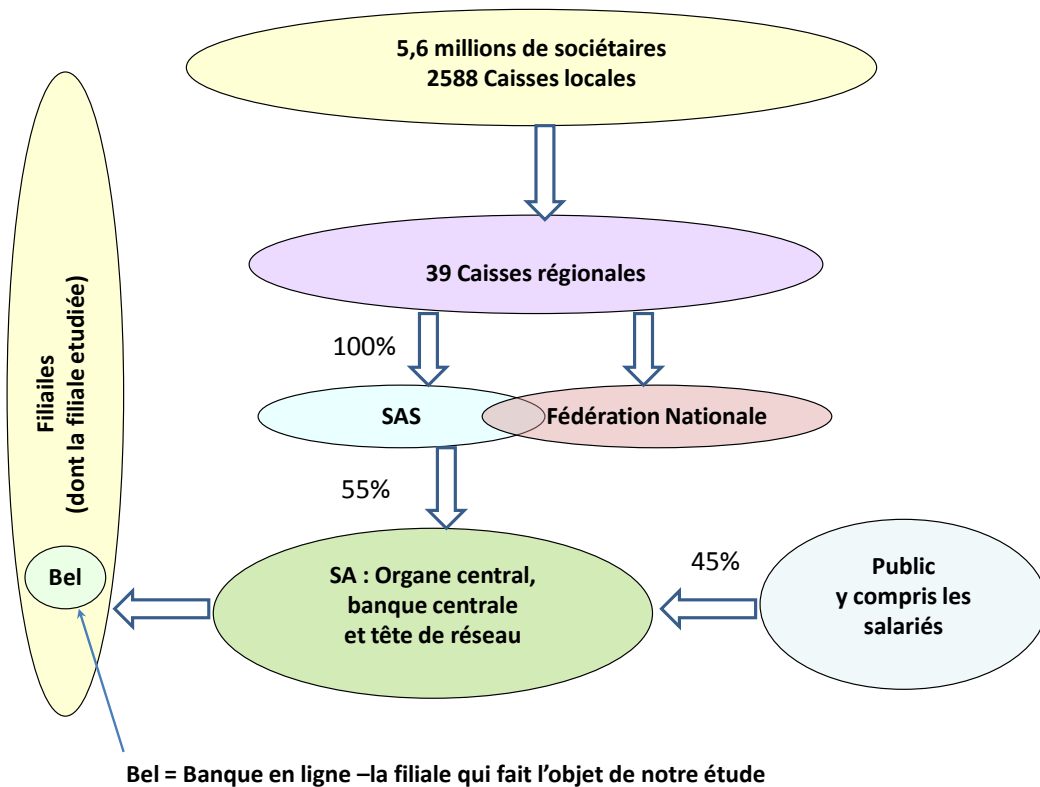 5,6 millions de sociétaires
2588 Caisses locales
39 Caisses régionales
100%
SAS
Fédération Nationale
55%
SA : Organe central,
banque centrale
et tête de réseau
45%
Public
y compris les
salariés
Filiailes
(dont la filiale etudiée)
Bel
Bel = Banque en ligne –la filiale qui fait l'objet de notre étude